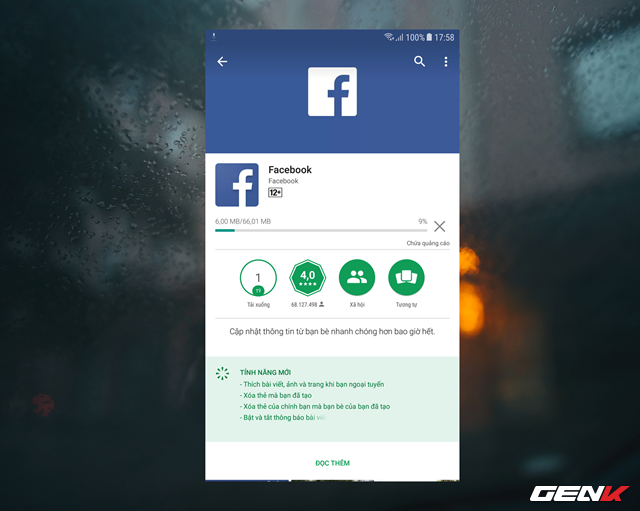 100% 17:58
Facebook
Facebook
12+
6,00 MB/66,01 MB 9%
Chứa quảng cáo
1
TỶ
4,0
Tải xuống
68.127.498
Xã hội
Tương tự
Cập nhật thông tin từ bạn bè nhanh chóng hơn bao giờ hết.
TÍNH NĂNG MỚI
- Thích bài viết, ảnh và trang khi bạn ngoại tuyến
- Xóa thẻ mà bạn đã tạo
- Xóa thẻ của chính bạn mà bạn bè của bạn đã tạo
- Bật và tắt thông báo bài viế
ĐỌC THÊM
GENK